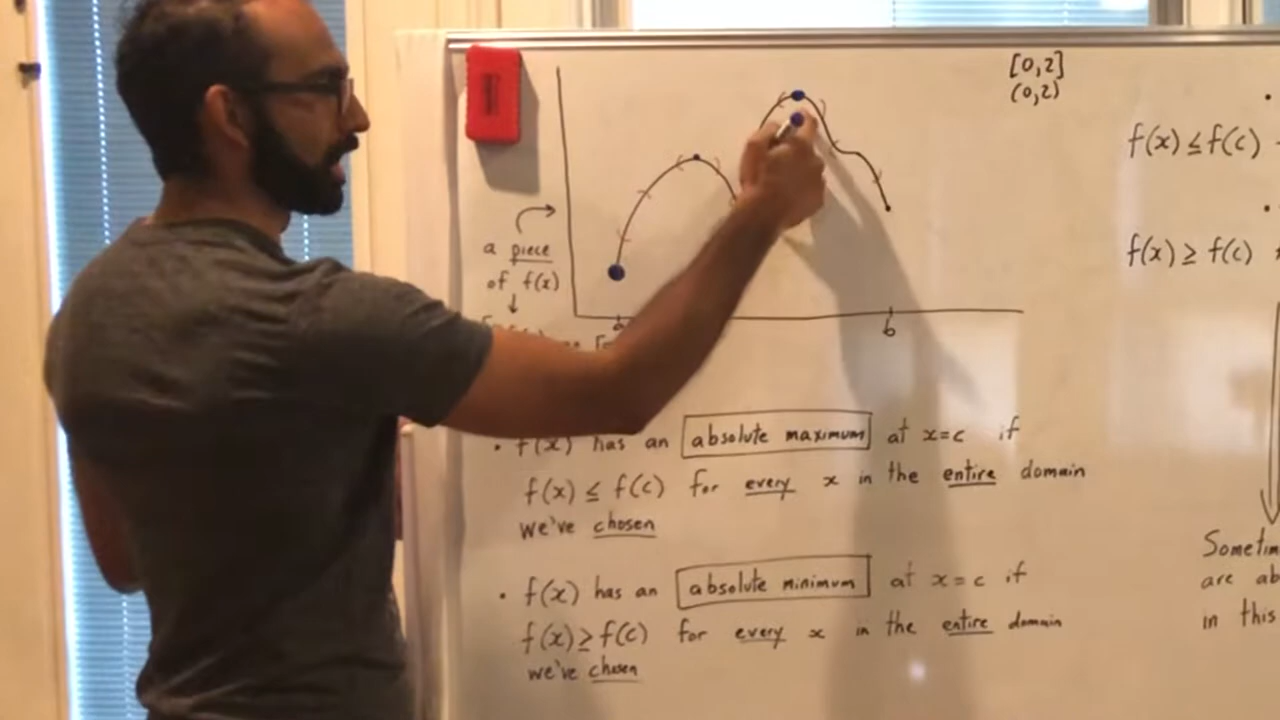 [0,2]
(0,2)
f(x) ≤ f(c)
f(x) ≥ f(c)
a piece
of f(x)
a
b
• f(x) has an absolute maximum at x=c if
f(x) ≤ f(c) for every x in the entire domain
we've chosen
• f(x) has an absolute minimum at x=c if
f(x) ≥ f(c) for every x in the entire domain
we've chosen
are
in this